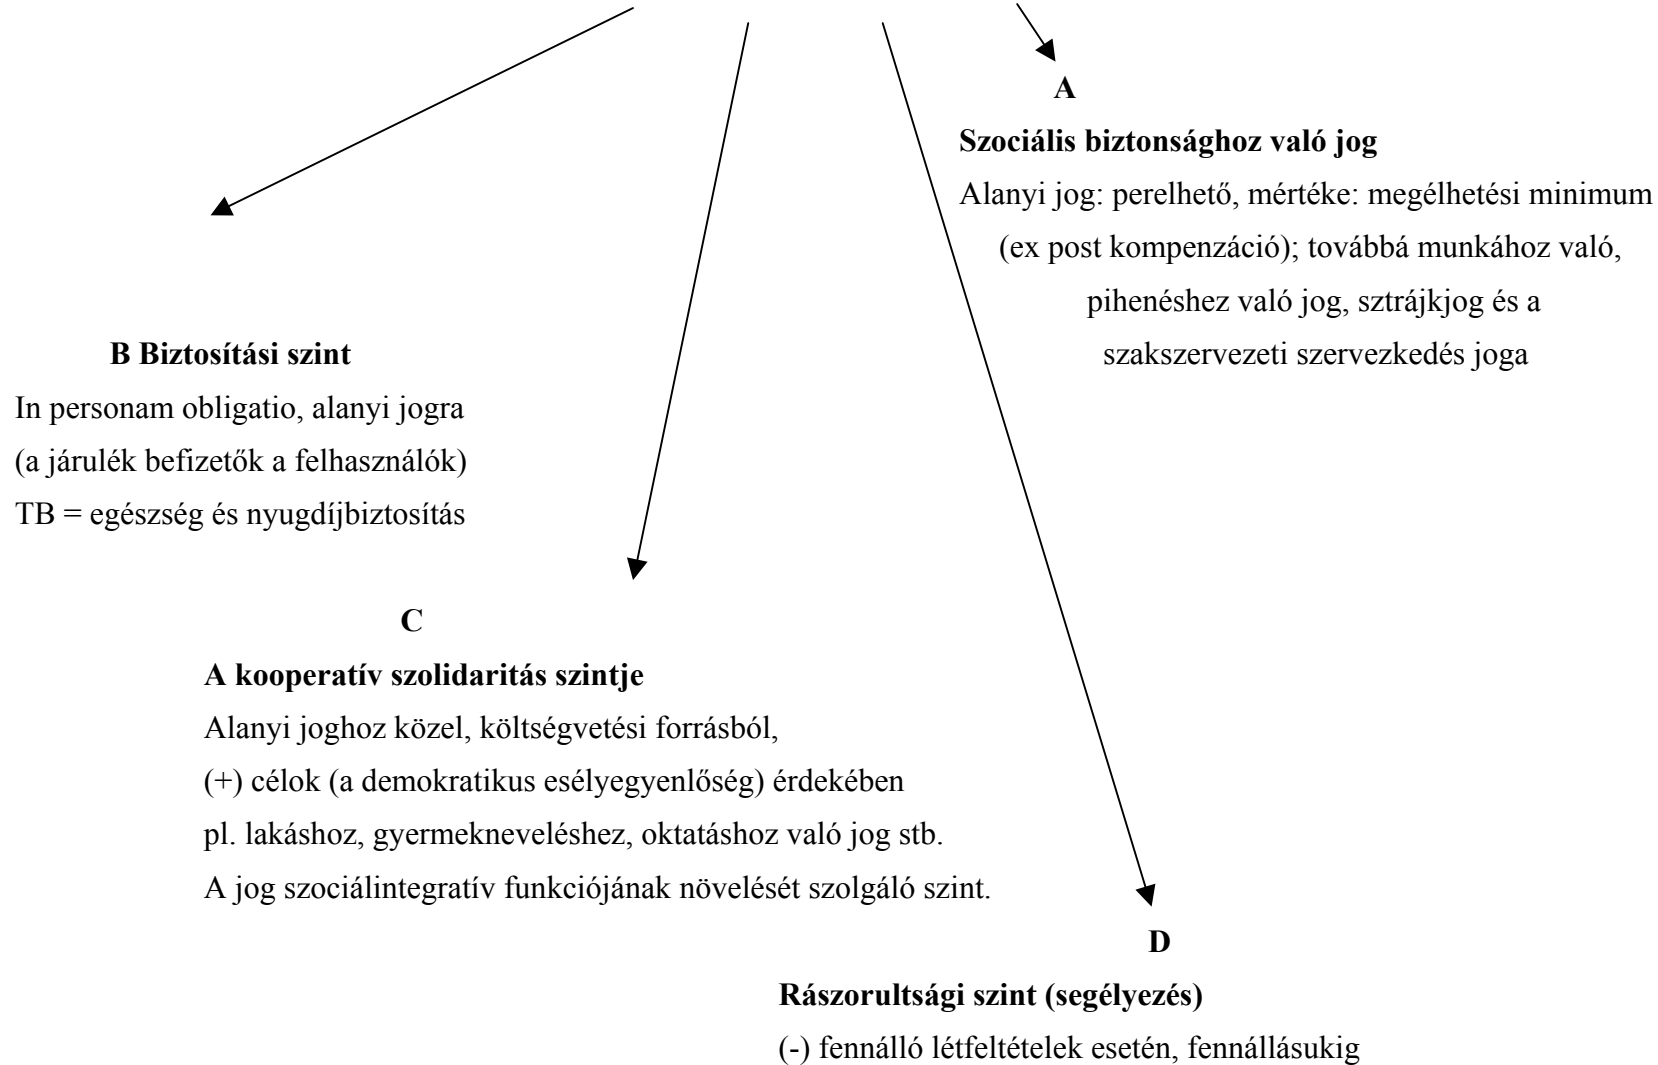 A
Szociális biztonsághoz való jog
Alanyi jog: perelhető, mértéke: megélhetési minimum
(ex post kompenzáció); továbbá munkához való,
pihenéshez való jog, sztrájkjog és a
szakszervezeti szervezkedés joga
B Biztosítási szint
In personam obligatio, alanyi jogra
(a járulék befizetők a felhasználók)
TB = egészség és nyugdíjbiztosítás
C
A kooperatív szolidaritás szintje
Alanyi joghoz közel, költségvetési forrásból,
(+) célok (a demokratikus esélyegyenlőség) érdekében
pl. lakáshoz, gyermekneveléshez, oktatáshoz való jog stb.
A jog szociálintegratív funkciójának növelését szolgáló szint.
D
Rászorultsági szint (segélyezés)
(-) fennálló létfeltételek esetén, fennállásukig